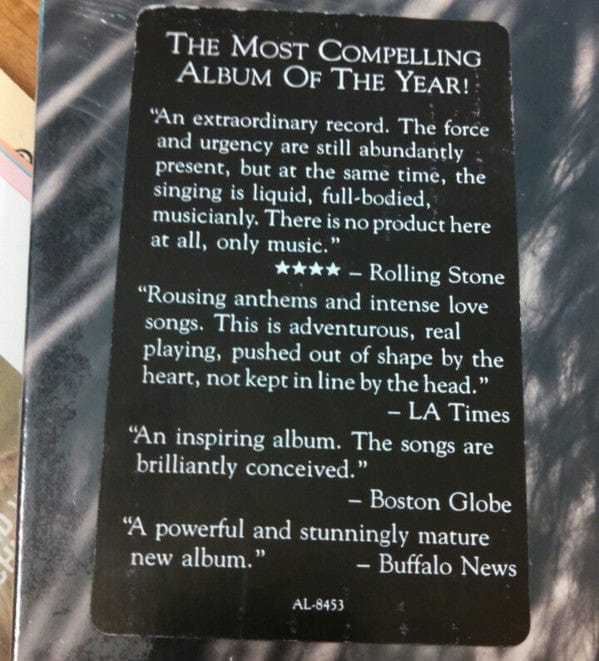 THE MOST COMPELLING
ALBUM OF THE YEAR!
“An extraordinary record. The force
and urgency are still abundantly
present, but at the same time, the
singing is liquid, full-bodied,
musicianly. There is no product here
at all, only music.”
★★★★ – Rolling Stone
“Rousing anthems and intense love
songs. This is adventurous, real
playing, pushed out of shape by the
heart, not kept in line by the head.”
– LA Times
“An inspiring album. The songs are
brilliantly conceived.”
– Boston Globe
“A powerful and stunningly mature
new album.” – Buffalo News
AL-8453